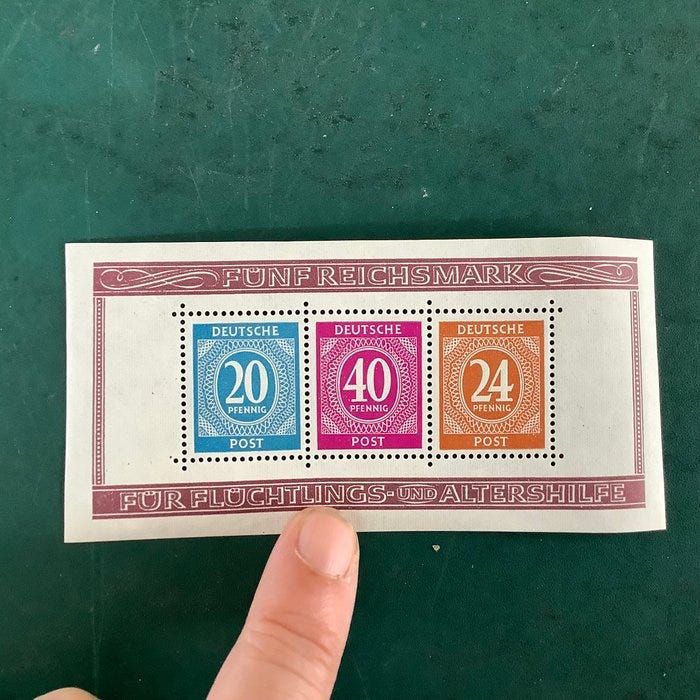 FÜNF REICHSMARK
DEUTSCHE
20
PFENNIG
POST
DEUTSCHE
40
PFENNIG
POST
DEUTSCHE
24
PFENNIG
POST
FÜR FLÜCHTLINGS- UND ALTERSHILFE